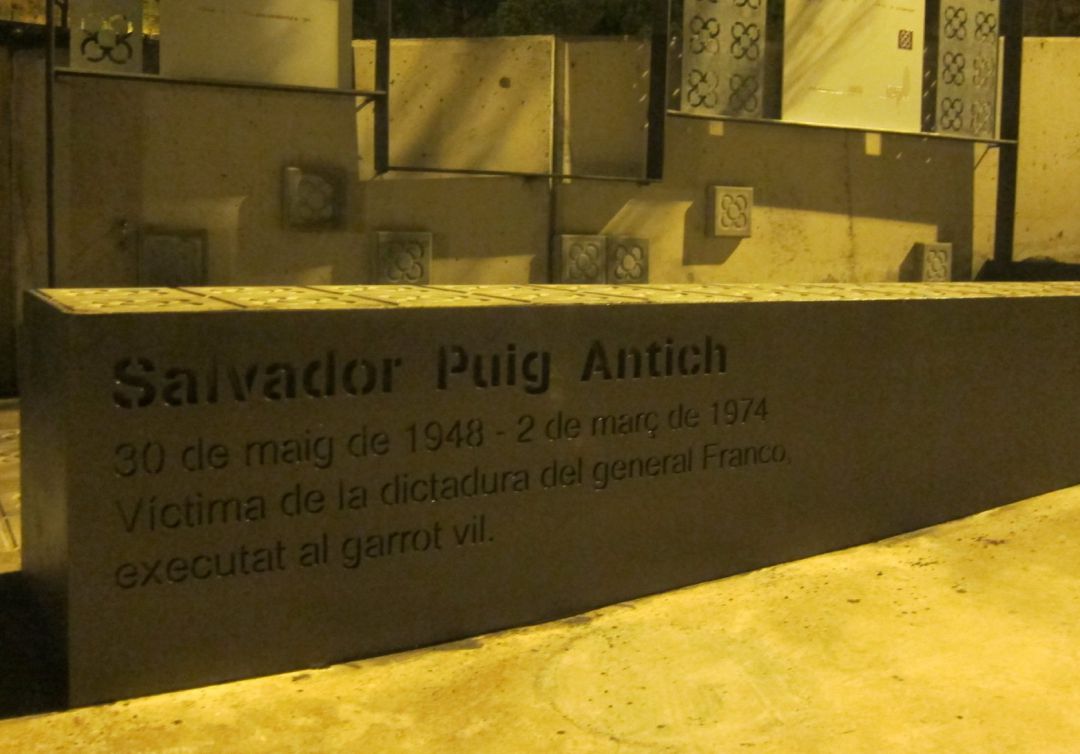 Salvador Puig Antich
30 de maig de 1948 - 2 de març de 1974
Víctima de la dictadura del general Franco,
executat al garrot vil.